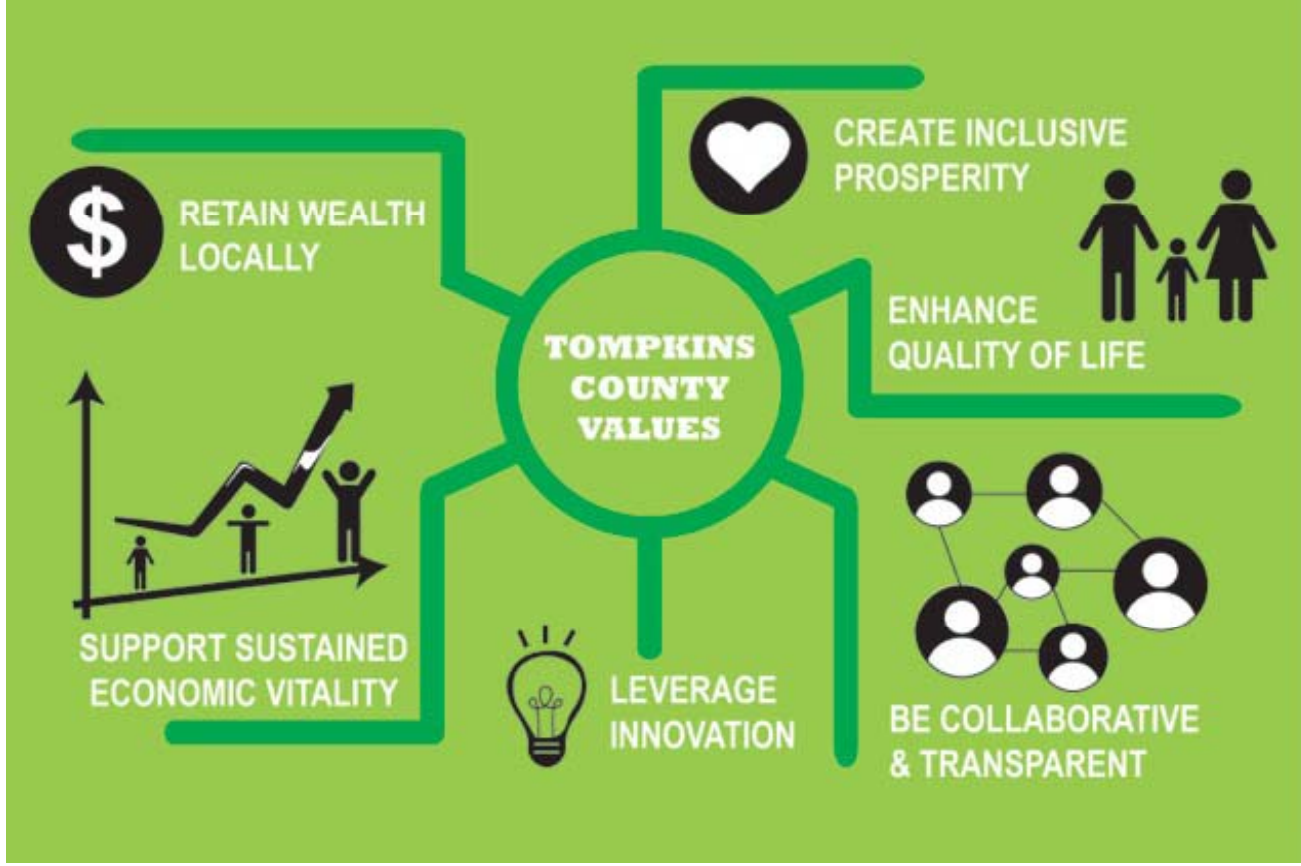 CREATE INCLUSIVE
PROSPERITY
$
RETAIN WEALTH
LOCALLY
ENHANCE
QUALITY OF LIFE
TOMPKINS
COUNTY
VALUES
SUPPORT SUSTAINED
ECONOMIC VITALITY
LEVERAGE
INNOVATION
BE COLLABORATIVE
& TRANSPARENT